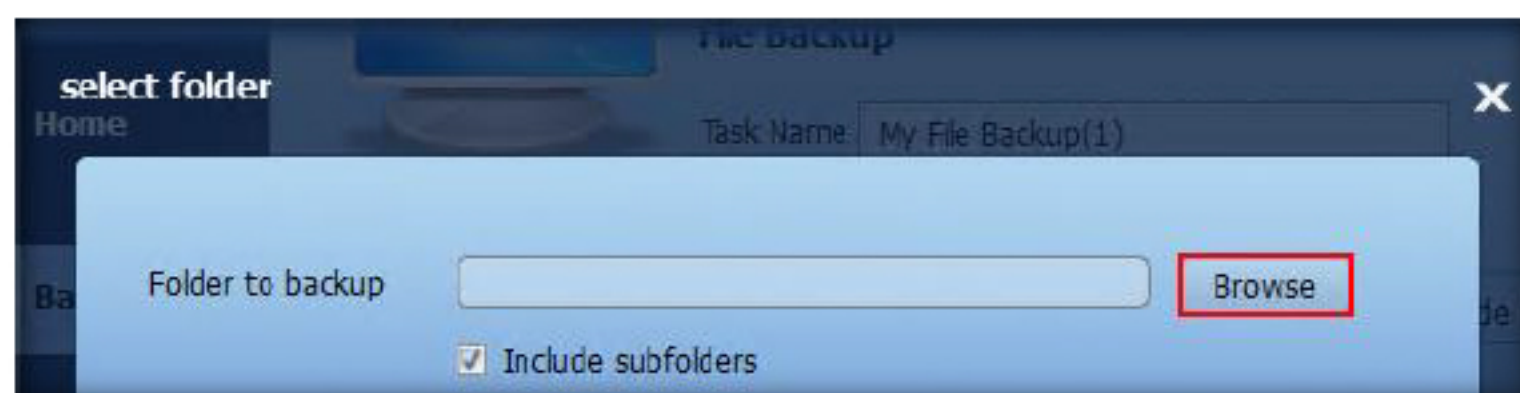 File Backup
select folder
Home
Task Name My File Backup(1)
Folder to backup Browse
Include subfolders